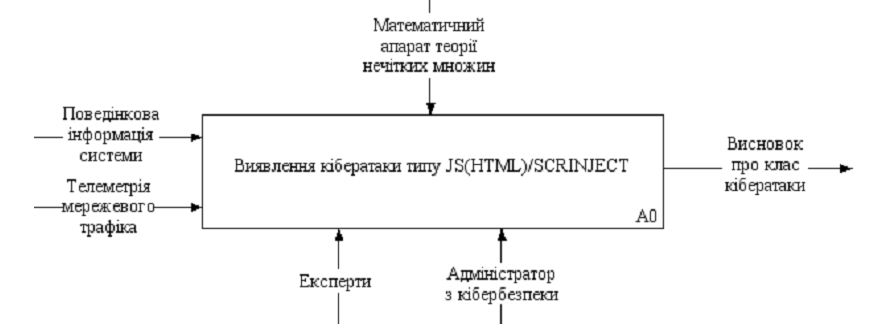 Математичний
апарат теорії
нечітких множин
Поведінкова
інформація
системи
Виявлення кібератаки типу JS(HTML)/SCRINJECT
Висновок
про клас
кібератаки
Телеметрія
мережевого
трафіка
A0
Експерти
Адміністратор
з кібербезпеки